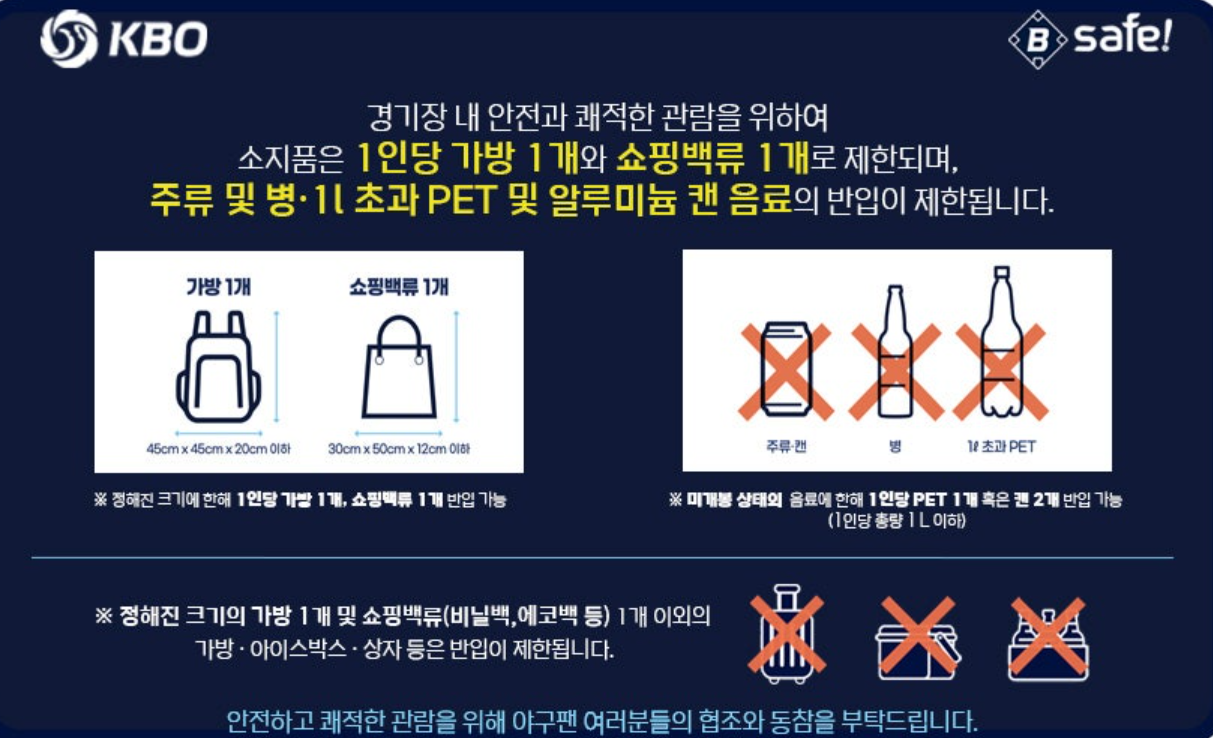 KBO
B safe!
경기장 내 안전과 쾌적한 관람을 위하여
소지품은 1인당 가방 1개와 쇼핑백류 1개로 제한되며,
주류 및 병·1l 초과 PET 및 알루미늄 캔 음료의 반입이 제한됩니다.
가방 1개
쇼핑백류 1개
45cm x 45cm x 20cm 이하
30cm x 50cm x 12cm 이하
※ 정해진 크기에 한해 1인당 가방 1개, 쇼핑백류 1개 반입 가능
주류·캔
병
1ℓ 초과 PET
※ 미개봉 상태의 음료에 한해 1인당 PET 1개 혹은 캔 2개 반입 가능
(1인당 총량 1 L 이하)
※ 정해진 크기의 가방 1개 및 쇼핑백류(비닐백,에코백 등) 1개 이외의
가방 · 아이스박스 · 상자 등은 반입이 제한됩니다.
안전하고 쾌적한 관람을 위해 야구팬 여러분들의 협조와 동참을 부탁드립니다.